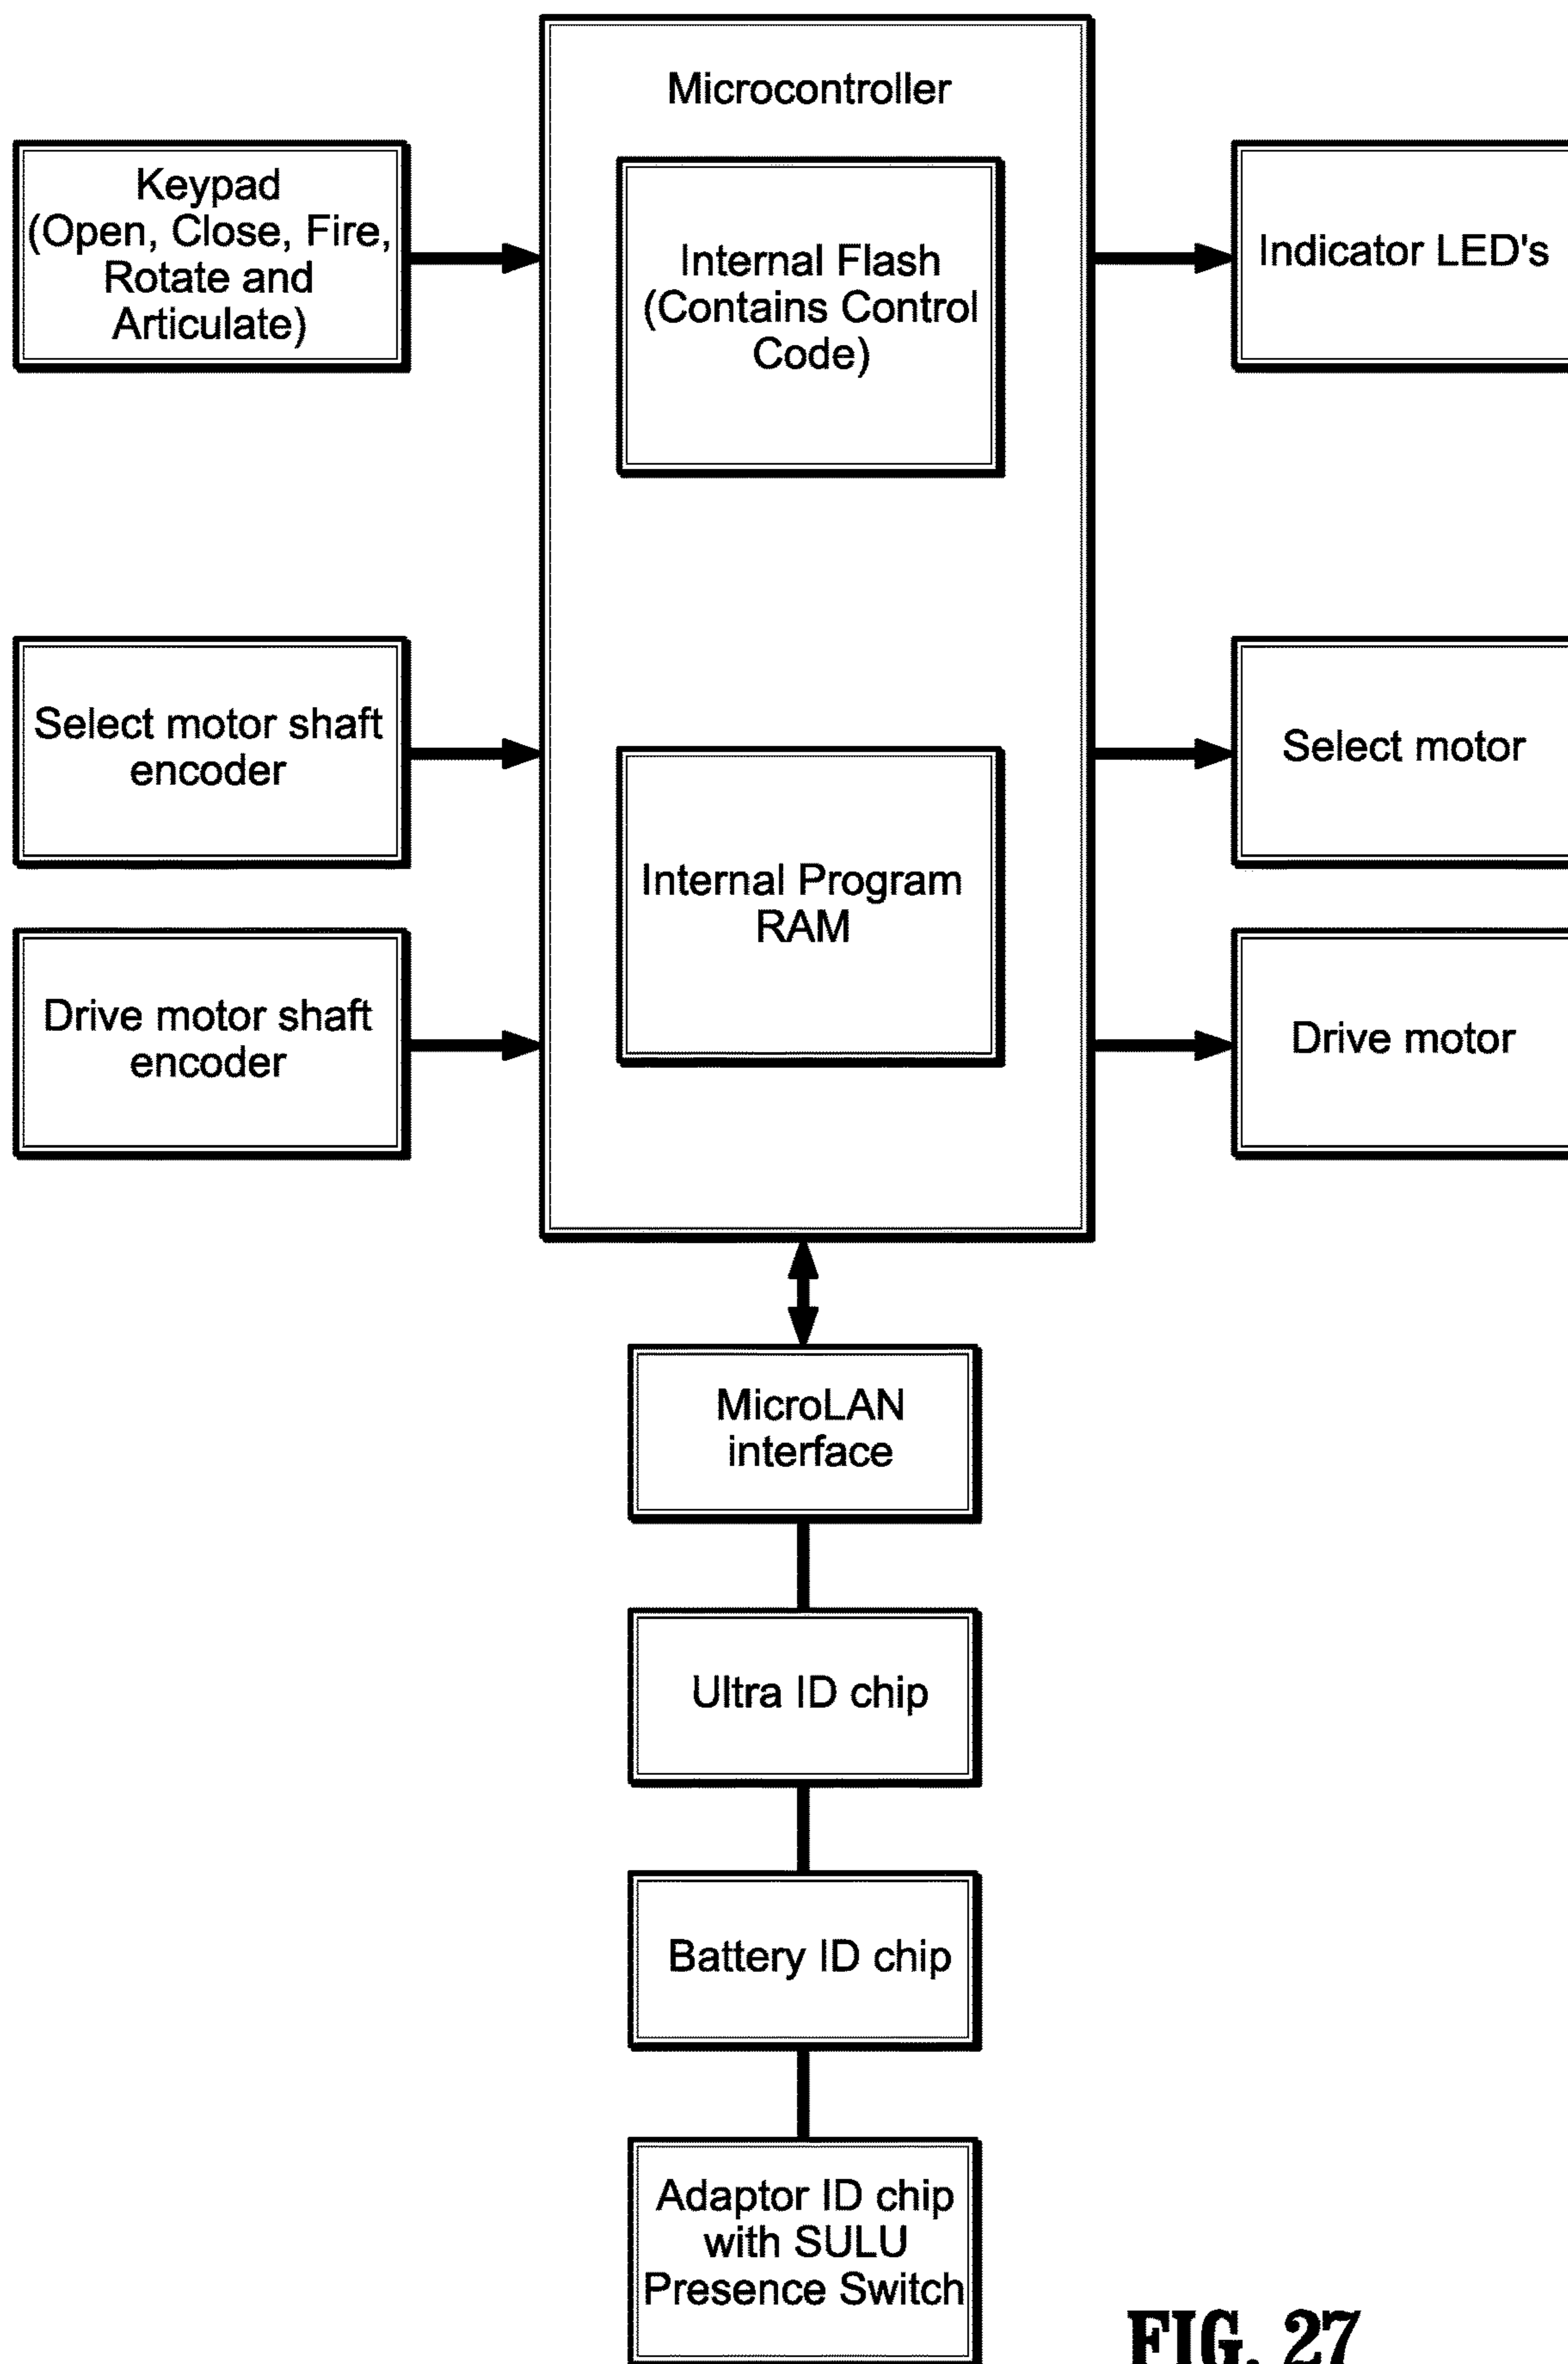 Microcontroller
Keypad
(Open, Close, Fire,
Rotate and
Articulate)
Internal Flash
(Contains Control
Code)
Indicator LED's
Select motor shaft
encoder
Select motor
Internal Program
RAM
Drive motor shaft
encoder
Drive motor
MicroLAN
interface
Ultra ID chip
Battery ID chip
Adaptor ID chip
with SULU
Presence Switch
FIG. 27